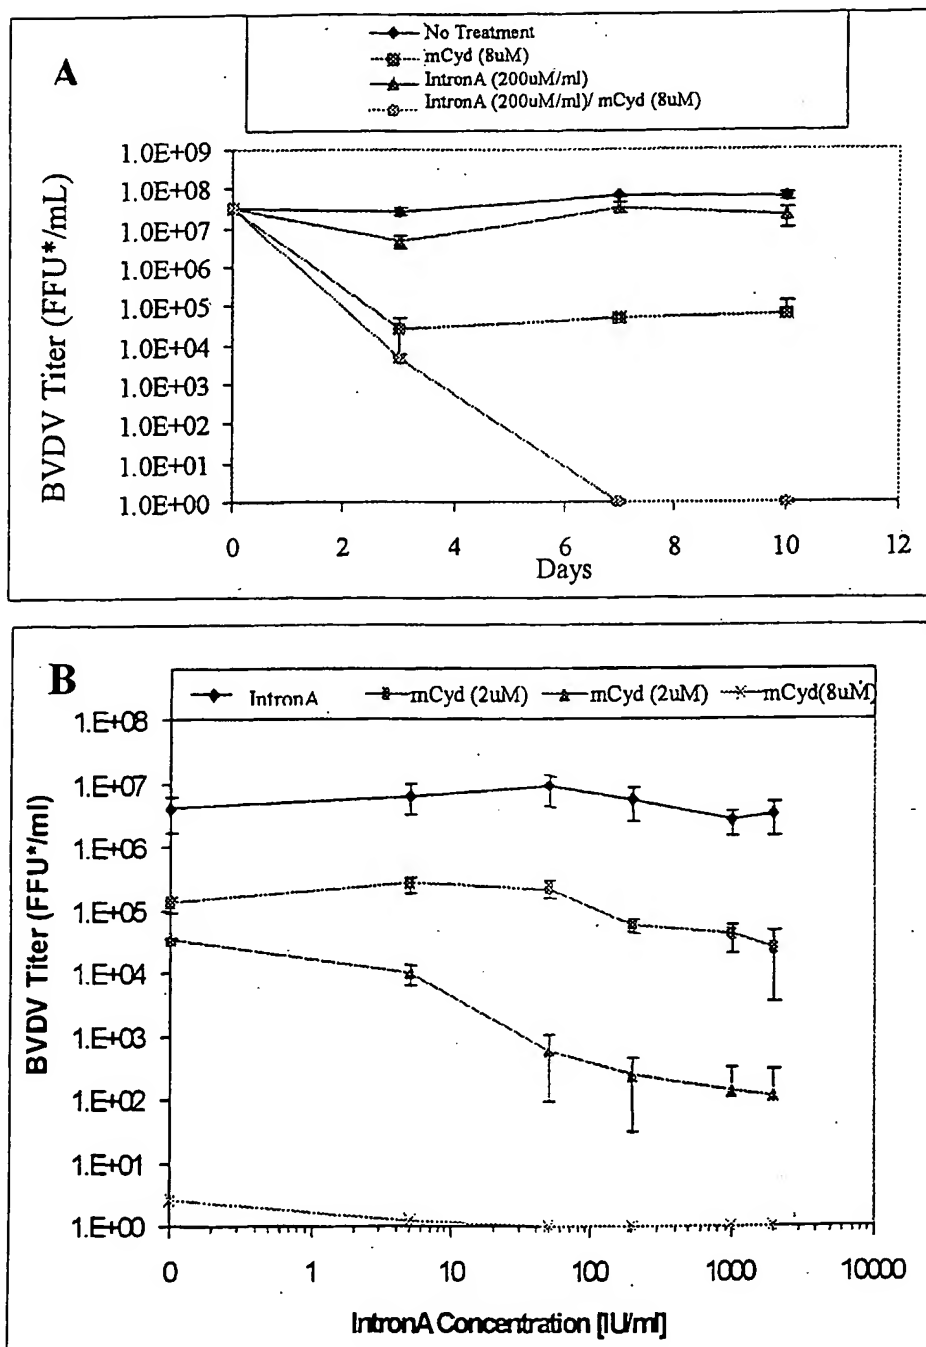 A
No Treatment
mCyd (8uM)
IntronA (200uM/ml)
IntronA (200uM/ml)/ mCyd (8uM)
BVDV Titer (FFU*/mL)
1.0E+09
1.0E+08
1.0E+07
1.0E+06
1.0E+05
1.0E+04
1.0E+03
1.0E+02
1.0E+01
1.0E+00
0 2 4 6 8 10 12
Days
B
IntronA mCyd (2uM) mCyd (2uM) mCyd(8uM)
BVDV Titer (FFU*/ml)
1.E+08
1.E+07
1.E+06
1.E+05
1.E+04
1.E+03
1.E+02
1.E+01
1.E+00
0 1 10 100 1000 10000
IntronA Concentration [IU/ml]